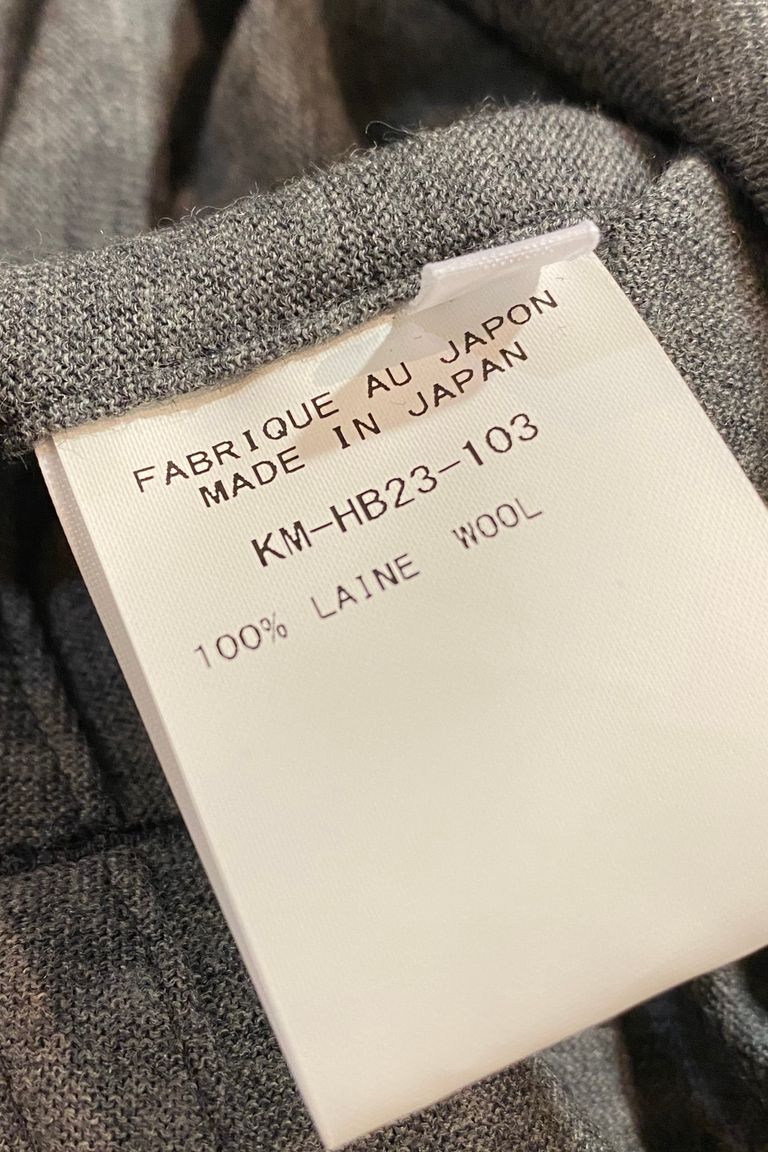 FABRIQUE AU JAPON
MADE IN JAPAN
KM-HB23-103
100% LAINE WOOL